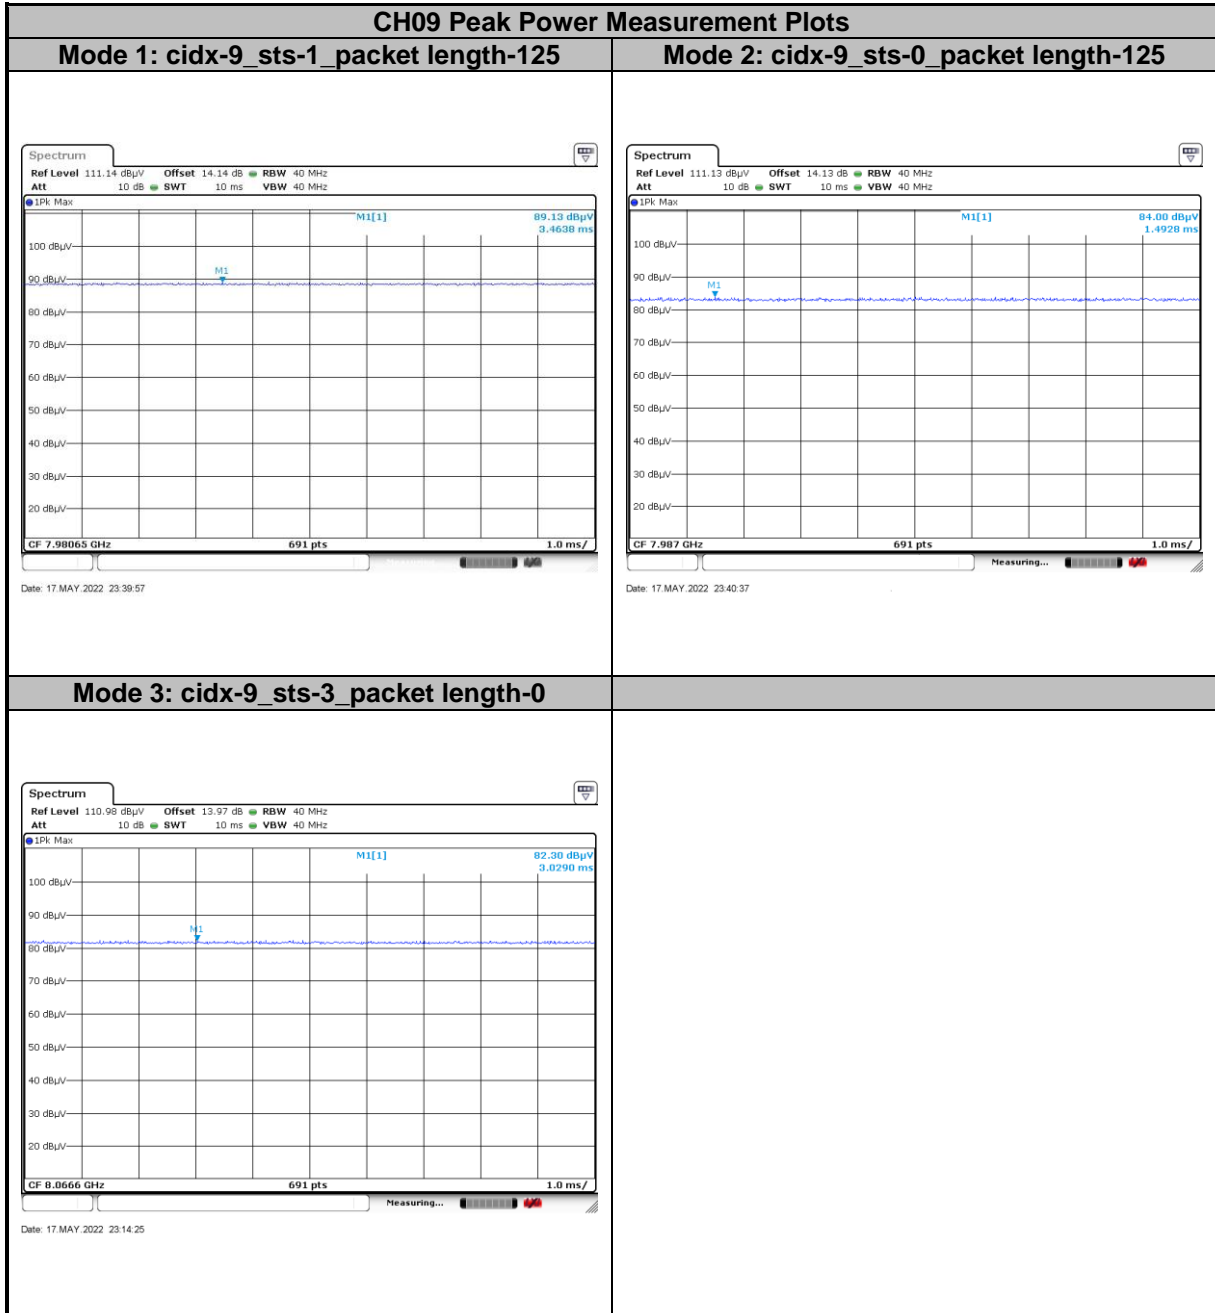 CH09 Peak Power Measurement Plots
Mode 1: cidx-9_sts-1_packet length-125
Mode 2: cidx-9_sts-0_packet length-125
Spectrum
Ref Level 111.14 dBµV Offset 14.14 dB RBW 40 MHz
Att 10 dB SWT 10 ms VBW 40 MHz
1Pk Max
M1[1] 89.13 dBµV
3.4638 ms
100 dBµV
M1
90 dBµV
80 dBµV
70 dBµV
60 dBµV
50 dBµV
40 dBµV
30 dBµV
20 dBµV
CF 7.98065 GHz 691 pts 1.0 ms/
Date: 17.MAY.2022 23:39:57
Spectrum
Ref Level 111.13 dBµV Offset 14.13 dB RBW 40 MHz
Att 10 dB SWT 10 ms VBW 40 MHz
1Pk Max
M1[1] 84.00 dBµV
1.4928 ms
100 dBµV
90 dBµV
M1
80 dBµV
70 dBµV
60 dBµV
50 dBµV
40 dBµV
30 dBµV
20 dBµV
CF 7.987 GHz 691 pts 1.0 ms/
Measuring...
Date: 17.MAY.2022 23:40:37
Mode 3: cidx-9_sts-3_packet length-0
Spectrum
Ref Level 110.98 dBµV Offset 13.97 dB RBW 40 MHz
Att 10 dB SWT 10 ms VBW 40 MHz
1Pk Max
M1[1] 82.30 dBµV
3.0290 ms
100 dBµV
90 dBµV
M1
80 dBµV
70 dBµV
60 dBµV
50 dBµV
40 dBµV
30 dBµV
20 dBµV
CF 8.0666 GHz 691 pts 1.0 ms/
Measuring...
Date: 17.MAY.2022 23:14:25